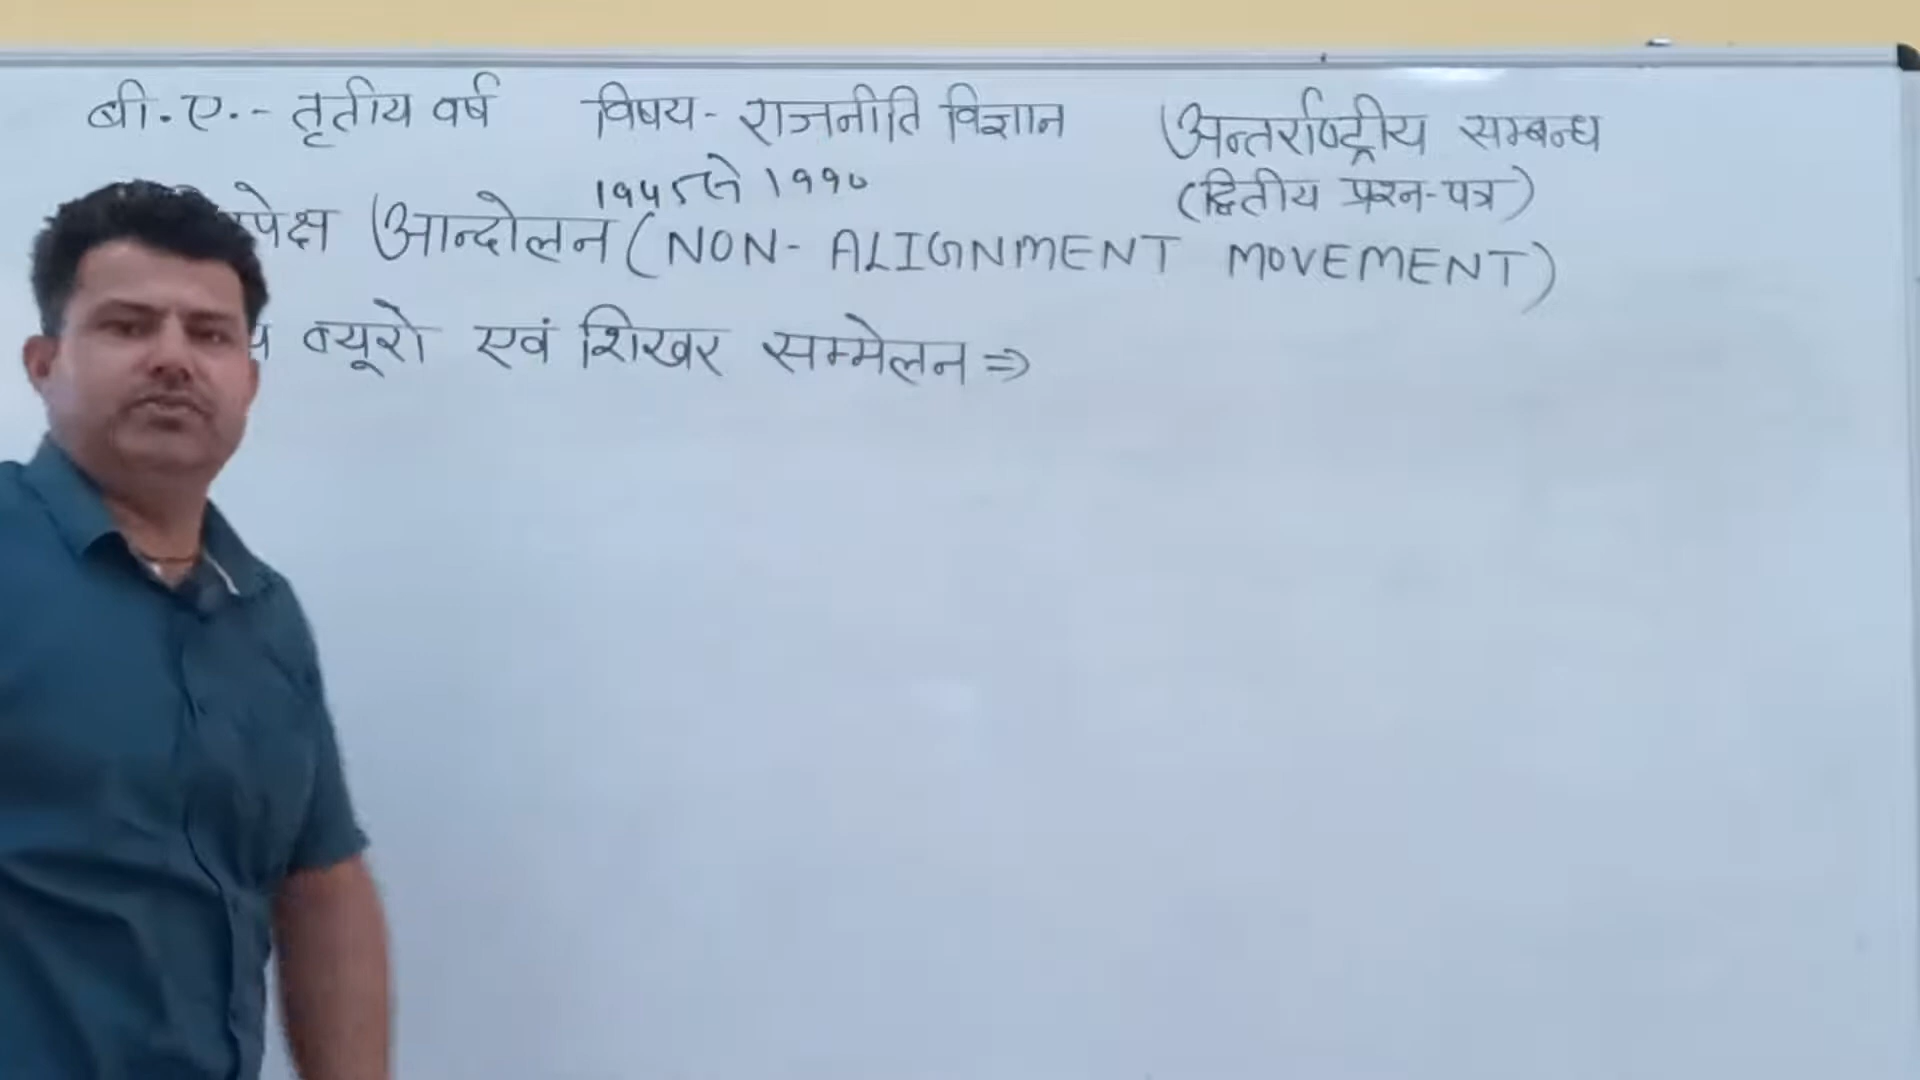 बी.ए.- तृतीय वर्ष विषय- राजनीति विज्ञान अन्तर्राष्ट्रीय सम्बन्ध
१९४५ से १९९० (द्वितीय प्रश्न-पत्र)
आन्दोलन (NON-ALIGNMENT MOVEMENT)
ब्यूरो एवं शिखर सम्मेलन ⇒